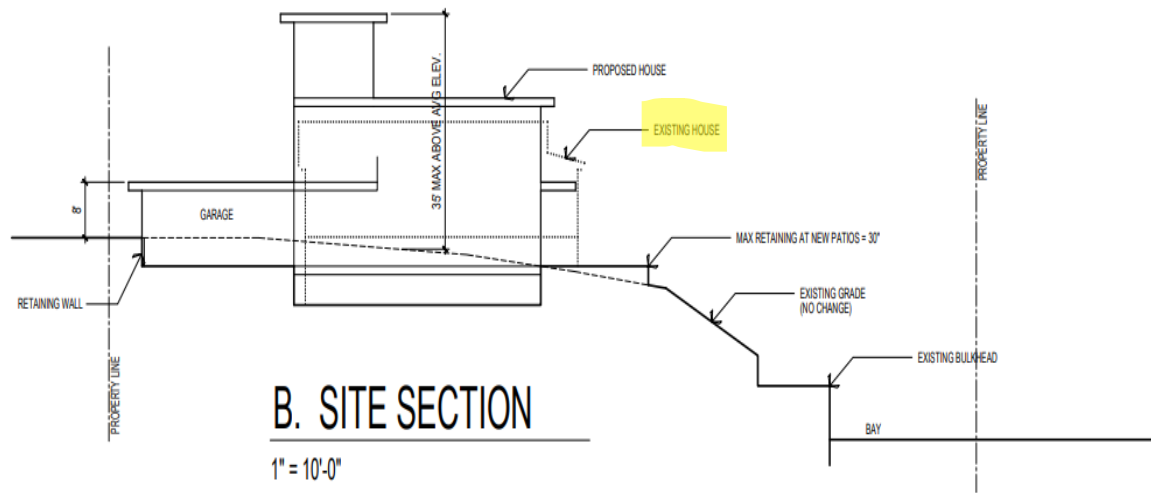 PROPOSED HOUSE
35' MAX ABOVE AVG ELEV.
EXISTING HOUSE
PROPERTY LINE
8'
GARAGE
MAX RETAINING AT NEW PATIOS = 30"
RETAINING WALL
EXISTING GRADE
(NO CHANGE)
EXISTING BULKHEAD
PROPERTY LINE
B. SITE SECTION
BAY
1" = 10'-0"